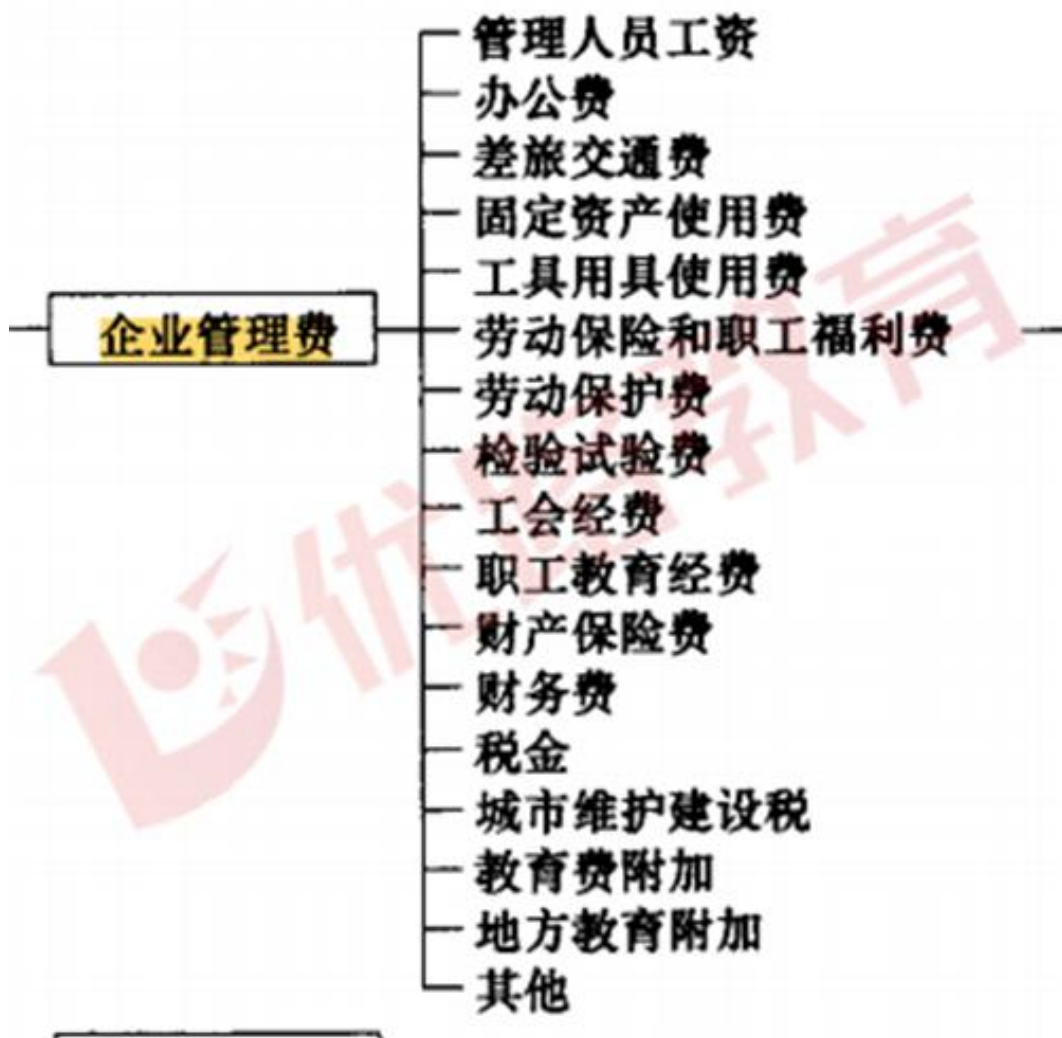 管理人员工资
办公费
差旅交通费
固定资产使用费
工具用具使用费
企业管理费
劳动保险和职工福利费
劳动保护费
检验试验费
工会经费
职工教育经费
财产保险费
财务费
税金
城市维护建设税
教育费附加
地方教育附加
其他